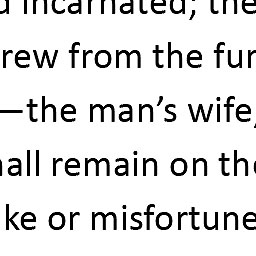 d incarnated; the
rew from the fur
—the man's wife,
hall remain on the
ke or misfortune